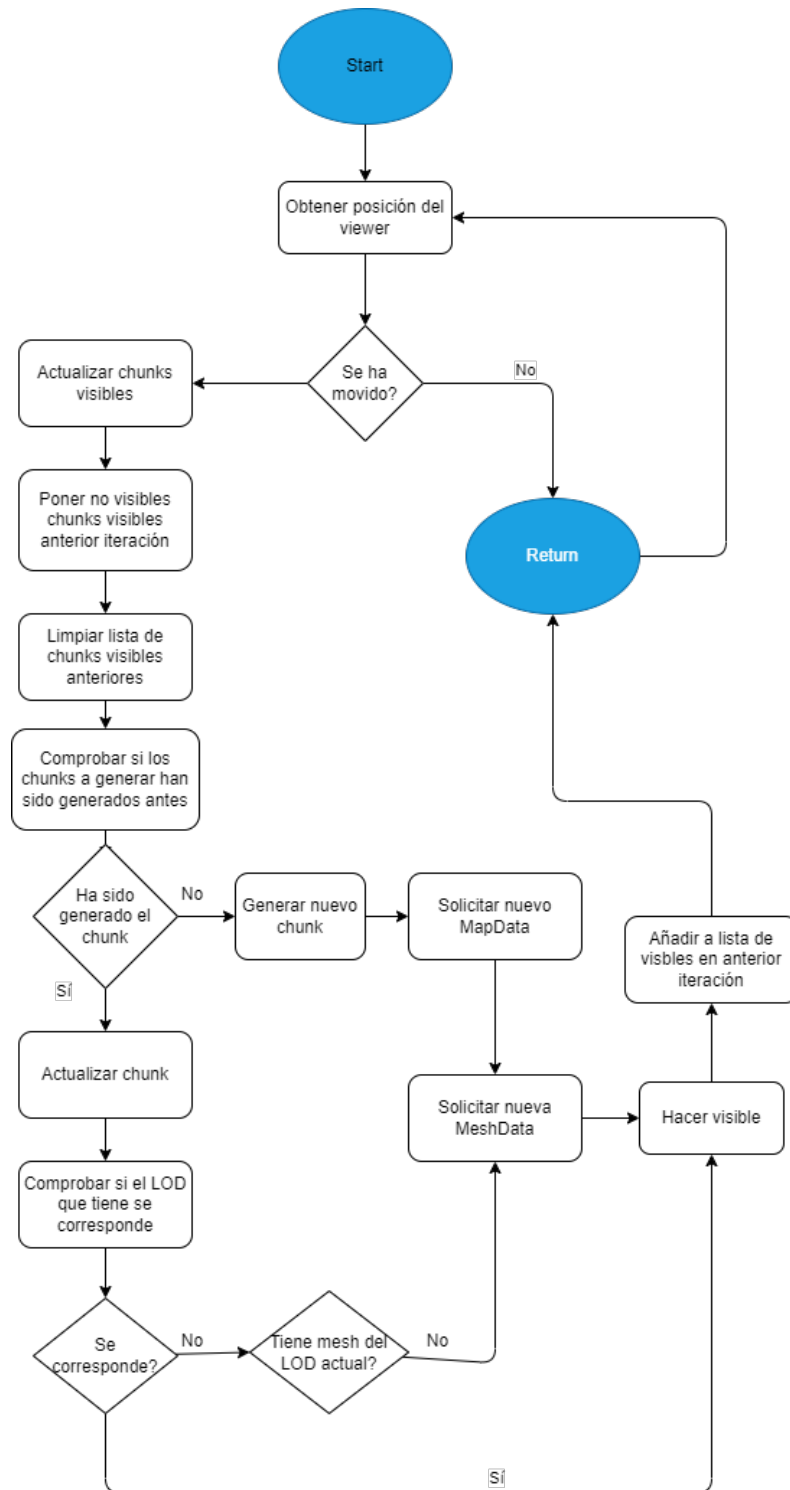 Start
Obtener posición del
viewer
Se ha
movido?
No
Actualizar chunks
visibles
Poner no visibles
chunks visibles
anterior iteración
Return
Limpiar lista de
chunks visibles
anteriores
Comprobar si los
chunks a generar han
sido generados antes
Ha sido
generado el
chunk
No
Generar nuevo
chunk
Solicitar nuevo
MapData
Añadir a lista de
visbles en anterior
iteración
Sí
Actualizar chunk
Solicitar nueva
MeshData
Hacer visible
Comprobar si el LOD
que tiene se
corresponde
Se
corresponde?
No
Tiene mesh del
LOD actual?
No
Sí